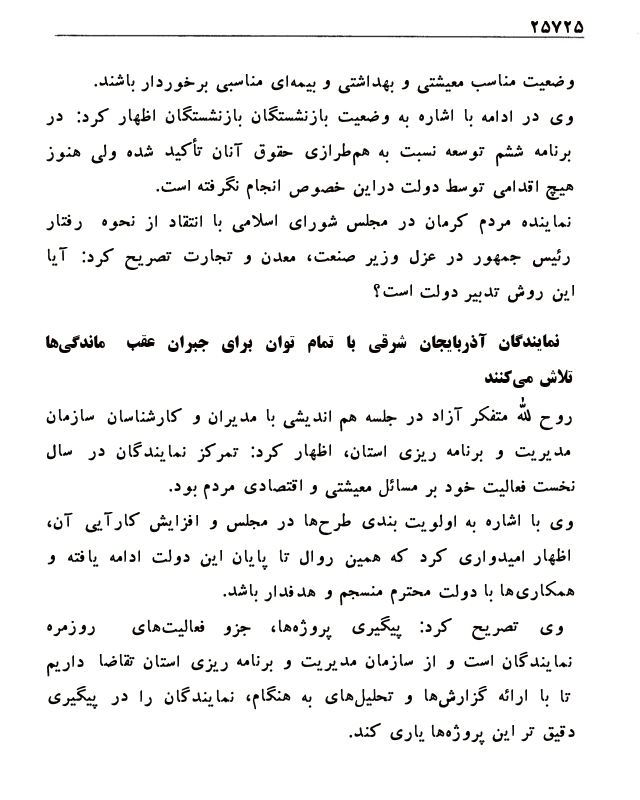 ۲۵۷۲۵
وضعیت مناسب معیشتی و بهداشتی و بیمه‌ای مناسبی برخوردار باشند.
وی در ادامه با اشاره به وضعیت بازنشستگان بازنشستگان اظهار کرد: در
برنامه ششم توسعه نسبت به هم‌طرازی حقوق آنان تأکید شده ولی هنوز
هیچ اقدامی توسط دولت دراین خصوص انجام نگرفته است.
نماینده مردم کرمان در مجلس شورای اسلامی با انتقاد از نحوه رفتار
رئیس جمهور در عزل وزیر صنعت، معدن و تجارت تصریح کرد: آیا
این روش تدبیر دولت است؟
نمایندگان آذربایجان شرقی با تمام توان برای جبران عقب ماندگی‌ها
تلاش می‌کنند
روح لله متفکر آزاد در جلسه هم اندیشی با مدیران و کارشناسان سازمان
مدیریت و برنامه ریزی استان، اظهار کرد: تمرکز نمایندگان در سال
نخست فعالیت خود بر مسائل معیشتی و اقتصادی مردم بود.
وی با اشاره به اولویت بندی طرح‌ها در مجلس و افزایش کارآیی آن،
اظهار امیدواری کرد که همین روال تا پایان این دولت ادامه یافته و
همکاری‌ها با دولت محترم منسجم و هدفدار باشد.
وی تصریح کرد: پیگیری پروژه‌ها، جزو فعالیت‌های روزمره
نمایندگان است و از سازمان مدیریت و برنامه ریزی استان تقاضا داریم
تا با ارائه گزارش‌ها و تحلیل‌های به هنگام، نمایندگان را در پیگیری
دقیق تر این پروژه‌ها یاری کند.